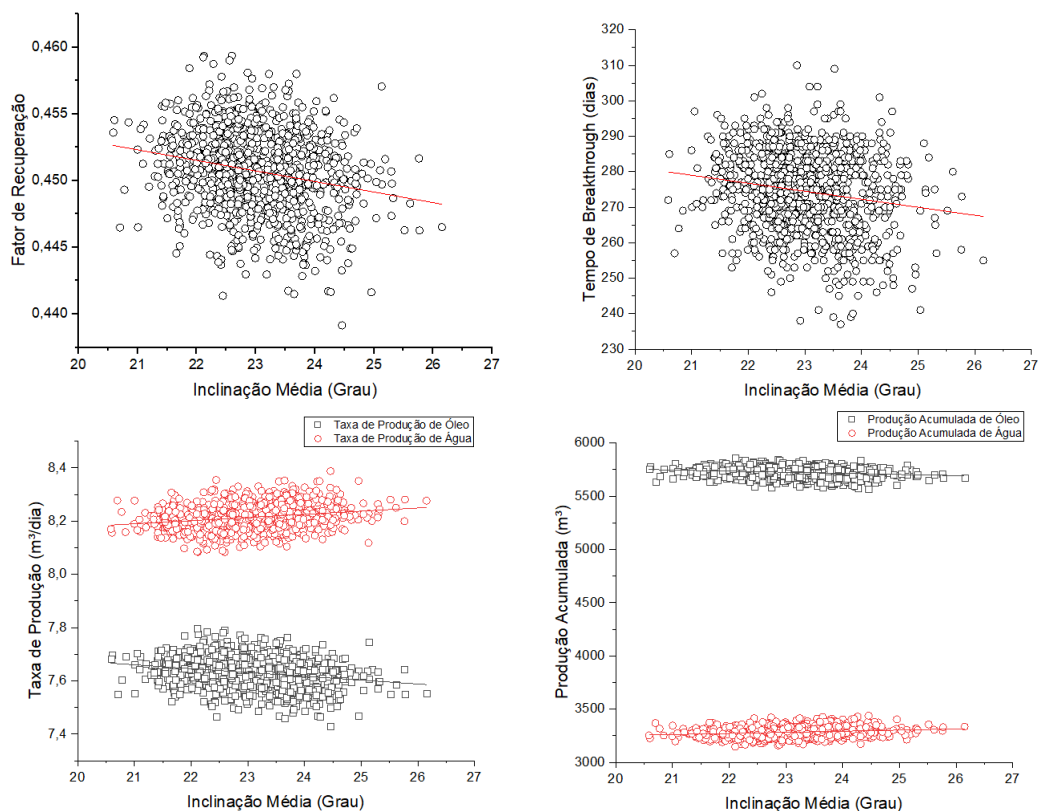 Fator de Recuperação
0,460
0,455
0,450
0,445
0,440
20 21 22 23 24 25 26 27
Inclinação Média (Grau)
Tempo de Breakthrough (dias)
320
310
300
290
280
270
260
250
240
230
20 21 22 23 24 25 26 27
Inclinação Média (Grau)
Taxa de Produção de Óleo
Taxa de Produção de Água
Taxa de Produção (m³/dia)
8,4
8,2
8,0
7,8
7,6
7,4
20 21 22 23 24 25 26 27
Inclinação Média (Grau)
Produção Acumulada de Óleo
Produção Acumulada de Água
Produção Acumulada (m³)
6000
5500
5000
4500
4000
3500
3000
20 21 22 23 24 25 26 27
Inclinação Média (Grau)